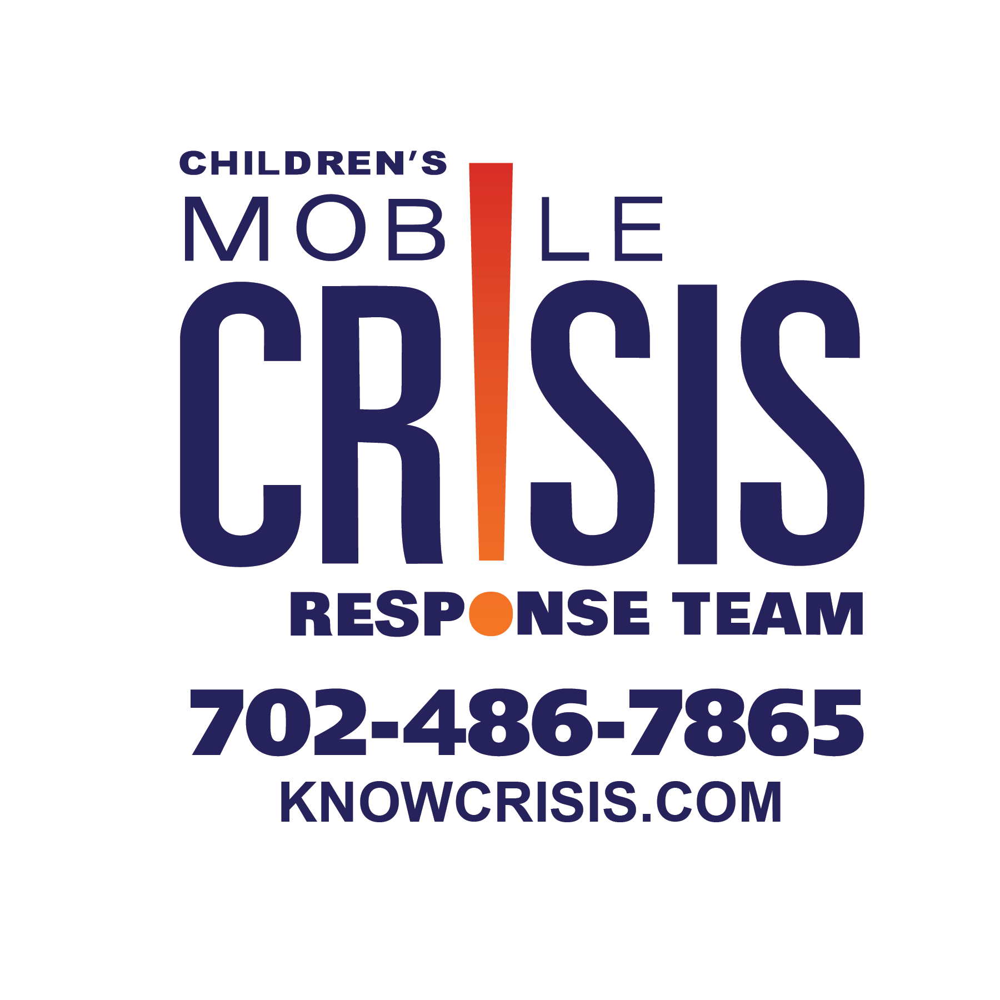 CHILDREN'S
MOBILE
CRISIS
RESPONSE TEAM
702-486-7865
KNOWCRISIS.COM